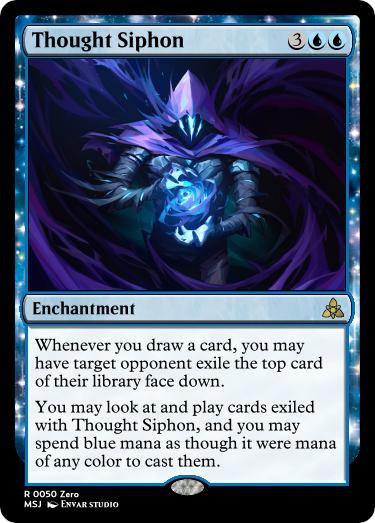 Thought Siphon 3
Enchantment
Whenever you draw a card, you may
have target opponent exile the top card
of their library face down.
You may look at and play cards exiled
with Thought Siphon, and you may
spend blue mana as though it were mana
of any color to cast them.
R 0050 Zero
MSJ ENVAR STUDIO